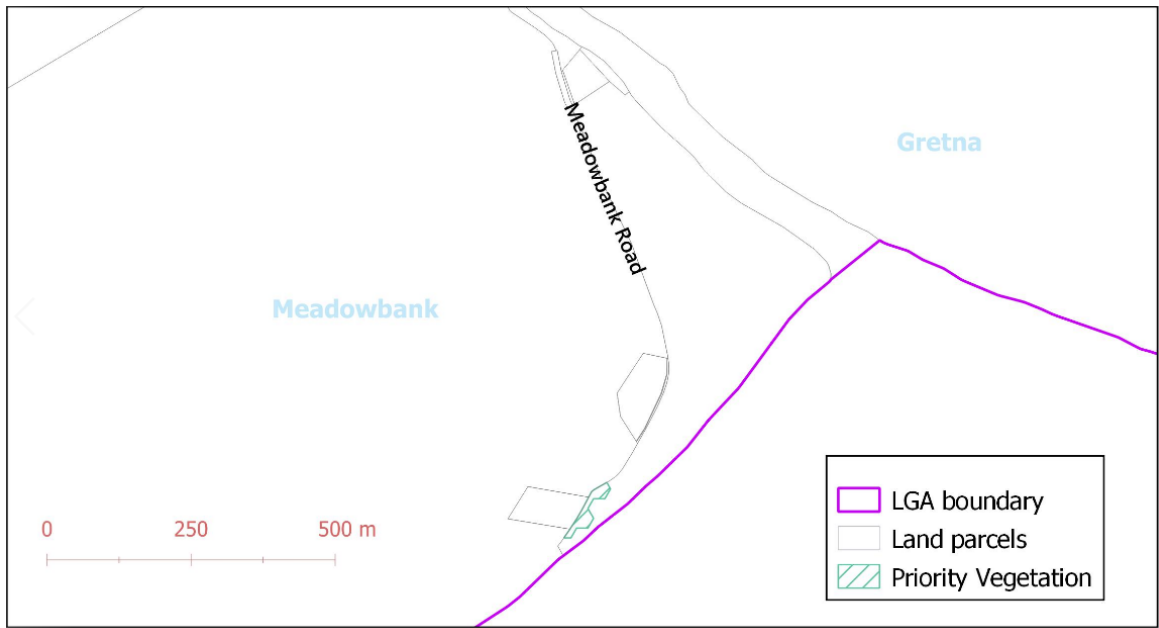 Gretna
Meadowbank Road
Meadowbank
0 250 500 m
LGA boundary
Land parcels
Priority Vegetation